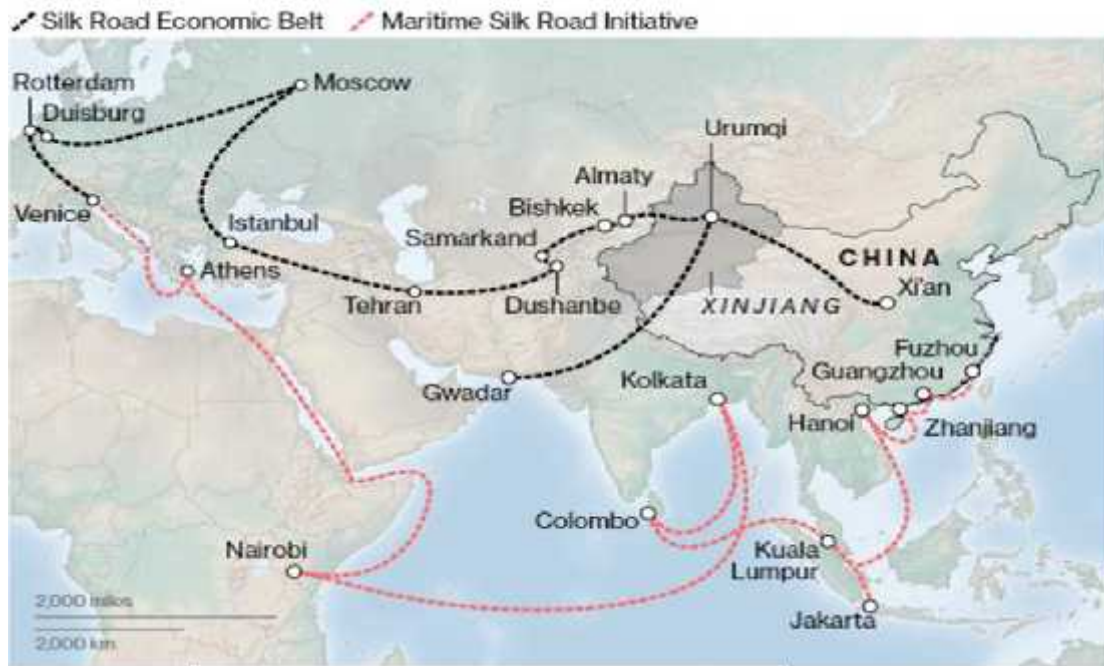 Silk Road Economic Belt
Maritime Silk Road Initiative
Rotterdam
Duisburg
Moscow
Urumqi
Almaty
Bishkek
Venice
Istanbul
Samarkand
CHINA
Athens
Xi'an
Tehran
Dushanbe
XINJIANG
Fuzhou
Gwadar
Kolkata
Guangzhou
Hanoi
Zhanjiang
Colombo
Nairobi
Kuala
Lumpur
2,000 miles
Jakarta
2,000 km